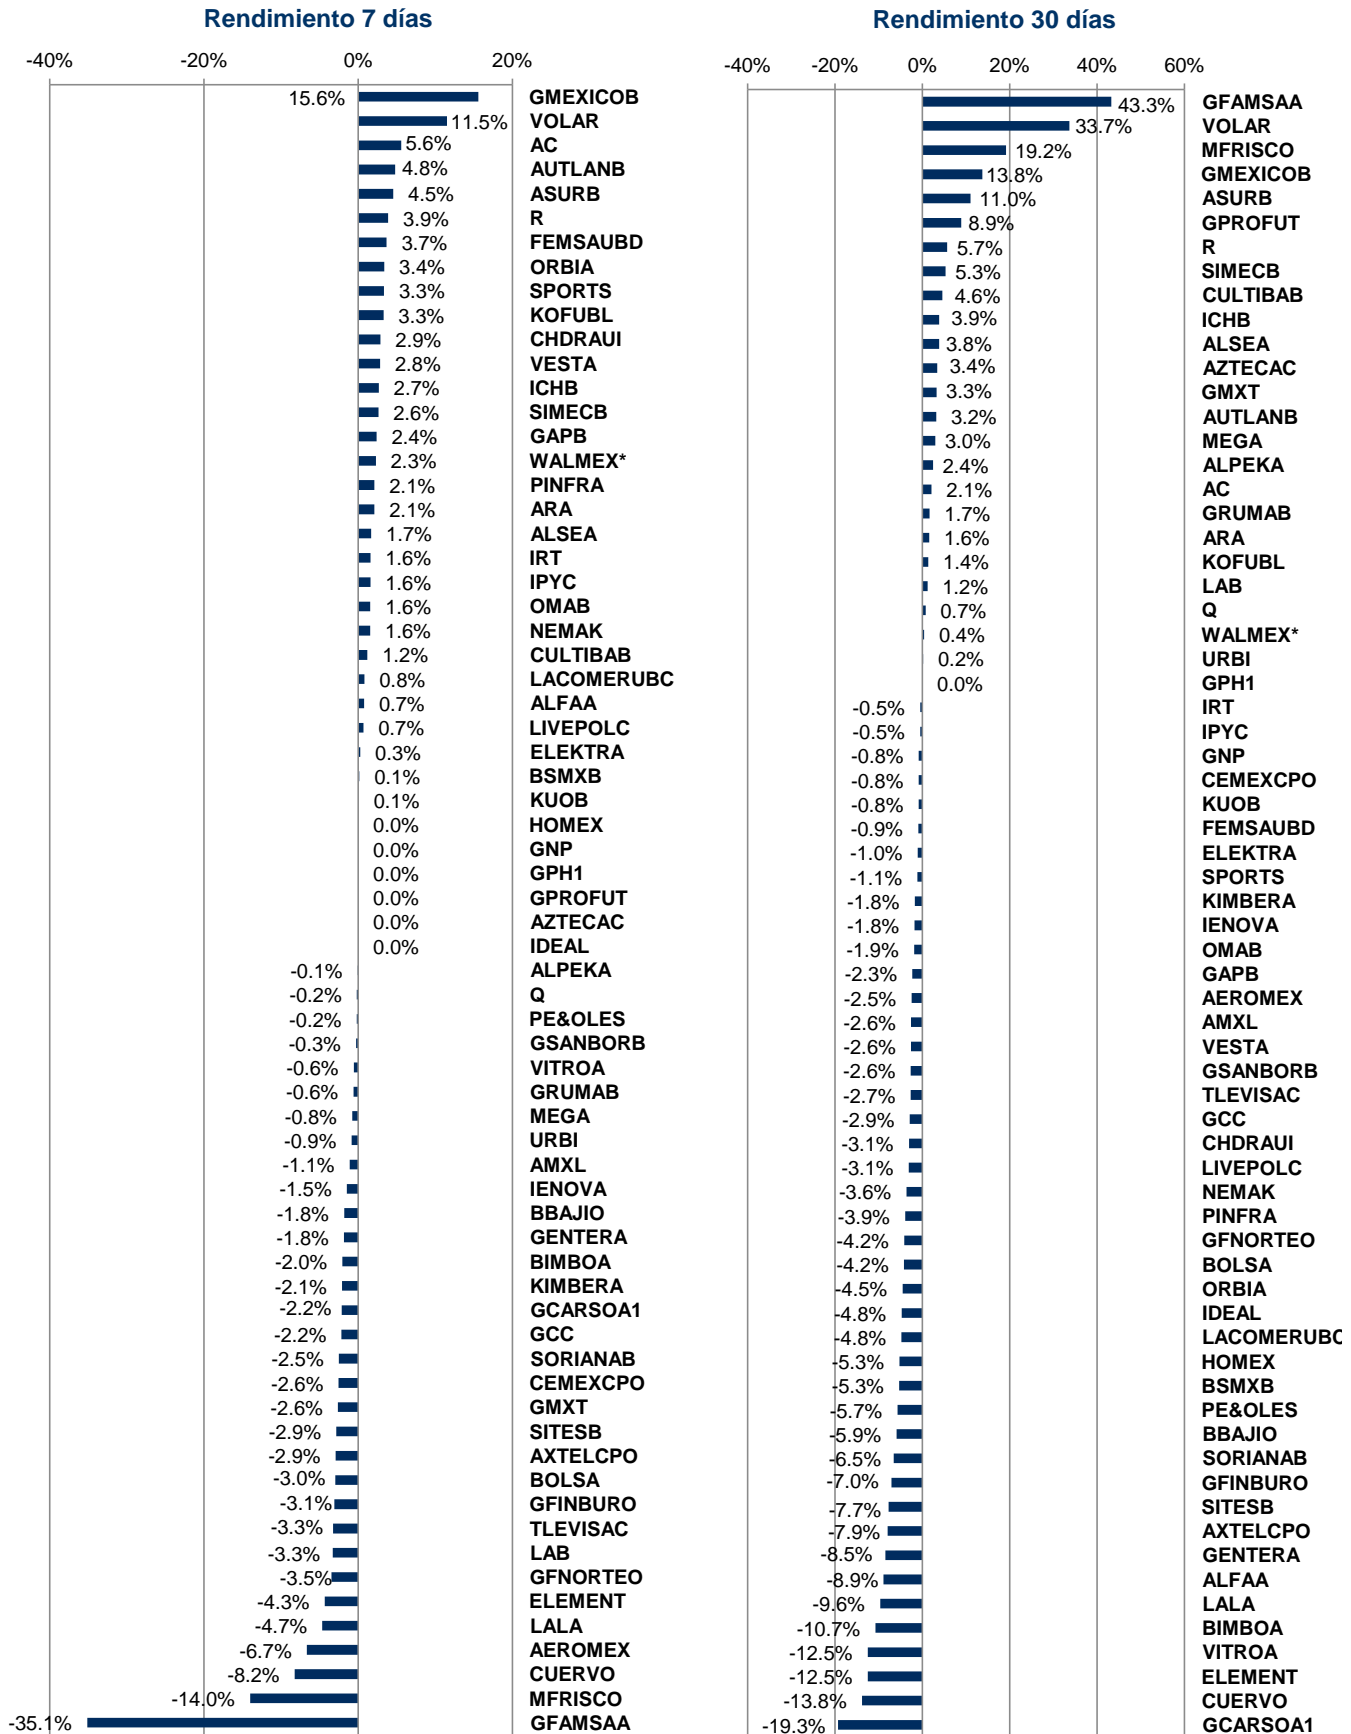 Rendimiento 7 días
-40% -20% 0% 20%
15.6% GMEXICOB
11.5% VOLAR
5.6% AC
4.8% AUTLANB
4.5% ASURB
3.9% R
3.7% FEMSAUBD
3.4% ORBIA
3.3% SPORTS
3.3% KOFUBL
2.9% CHDRAUI
2.8% VESTA
2.7% ICHB
2.6% SIMECB
2.4% GAPB
2.3% WALMEX*
2.1% PINFRA
2.1% ARA
1.7% ALSEA
1.6% IRT
1.6% IPYC
1.6% OMAB
1.6% NEMAK
1.2% CULTIBAB
0.8% LACOMERUBC
0.7% ALFAA
0.7% LIVEPOLC
0.3% ELEKTRA
0.1% BSMXB
0.1% KUOB
0.0% HOMEX
0.0% GNP
0.0% GPH1
0.0% GPROFUT
0.0% AZTECAC
0.0% IDEAL
-0.1% ALPEKA
-0.2% Q
-0.2% PE&OLES
-0.3% GSANBORB
-0.6% VITROA
-0.6% GRUMAB
-0.8% MEGA
-0.9% URBI
-1.1% AMXL
-1.5% IENOVA
-1.8% BBAJIO
-1.8% GENTERA
-2.0% BIMBOA
-2.1% KIMBERA
-2.2% GCARSOA1
-2.2% GCC
-2.5% SORIANAB
-2.6% CEMEXCPO
-2.6% GMXT
-2.9% SITESB
-2.9% AXTELCPO
-3.0% BOLSA
-3.1% GFINBURO
-3.3% TLEVISAC
-3.3% LAB
-3.5% GFNORTEO
-4.3% ELEMENT
-4.7% LALA
-6.7% AEROMEX
-8.2% CUERVO
-14.0% MFRISCO
-35.1% GFAMSAA
Rendimiento 30 días
-40% -20% 0% 20% 40% 60%
43.3% GFAMSAA
33.7% VOLAR
19.2% MFRISCO
13.8% GMEXICOB
11.0% ASURB
8.9% GPROFUT
5.7% R
5.3% SIMECB
4.6% CULTIBAB
3.9% ICHB
3.8% ALSEA
3.4% AZTECAC
3.3% GMXT
3.2% AUTLANB
3.0% MEGA
2.4% ALPEKA
2.1% AC
1.7% GRUMAB
1.6% ARA
1.4% KOFUBL
1.2% LAB
0.7% Q
0.4% WALMEX*
0.2% URBI
0.0% GPH1
-0.5% IRT
-0.5% IPYC
-0.8% GNP
-0.8% CEMEXCPO
-0.8% KUOB
-0.9% FEMSAUBD
-1.0% ELEKTRA
-1.1% SPORTS
-1.8% KIMBERA
-1.8% IENOVA
-1.9% OMAB
-2.3% GAPB
-2.5% AEROMEX
-2.6% AMXL
-2.6% VESTA
-2.6% GSANBORB
-2.7% TLEVISAC
-2.9% GCC
-3.1% CHDRAUI
-3.1% LIVEPOLC
-3.6% NEMAK
-3.9% PINFRA
-4.2% GFNORTEO
-4.2% BOLSA
-4.5% ORBIA
-4.8% IDEAL
-4.8% LACOMERUBC
-5.3% HOMEX
-5.3% BSMXB
-5.7% PE&OLES
-5.9% BBAJIO
-6.5% SORIANAB
-7.0% GFINBURO
-7.7% SITESB
-7.9% AXTELCPO
-8.5% GENTERA
-8.9% ALFAA
-9.6% LALA
-10.7% BIMBOA
-12.5% VITROA
-12.5% ELEMENT
-13.8% CUERVO
-19.3% GCARSOA1